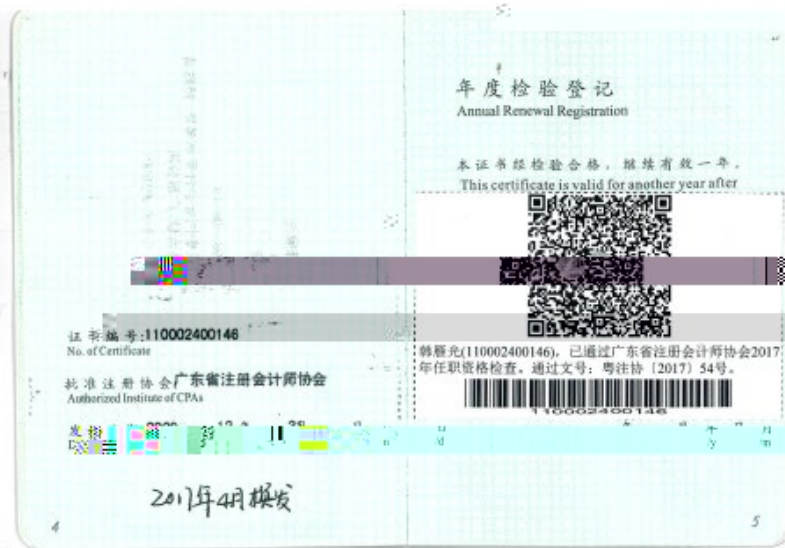 证书编号:110002400146
No. of Certificate
批准注册协会广东省注册会计师协会
Authorized Institute of CPAs
发
2017年4月换发
4
年度检验登记
Annual Renewal Registration
本证书经检验合格,继续有效一年。
This certificate is valid for another year after
韩雁光(110002400146),已通过广东省注册会计师协会2017
年任职资格检查。通过文号:粤注协〔2017〕54号。
110002400146
年 月
/y /m
5